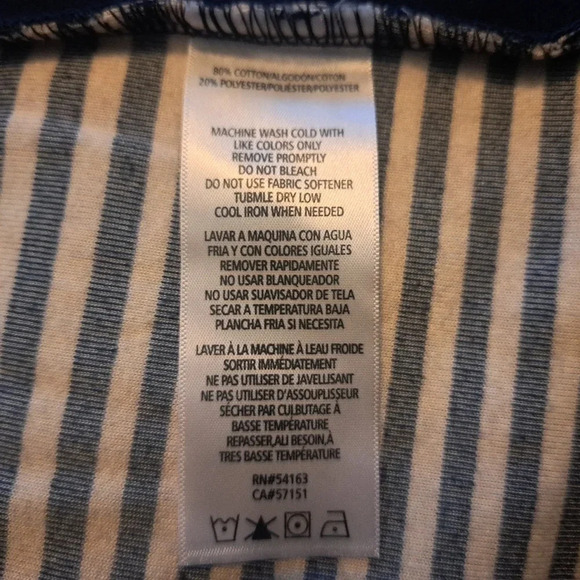 80% COTTON/ALGODÓN/COTON
20% POLYESTER/POLIÉSTER/POLYESTER
MACHINE WASH COLD WITH
LIKE COLORS ONLY
REMOVE PROMPTLY
DO NOT BLEACH
DO NOT USE FABRIC SOFTENER
TUBMLE DRY LOW
COOL IRON WHEN NEEDED
LAVAR A MAQUINA CON AGUA
FRIA Y CON COLORES IGUALES
REMOVER RAPIDAMENTE
NO USAR BLANQUEADOR
NO USAR SUAVISADOR DE TELA
SECAR A TEMPERATURA BAJA
PLANCHA FRIA SI NECESITA
LAVER À LA MACHINE À LEAU FROIDE
SORTIR IMMÉDIATEMENT
NE PAS UTILISER DE JAVELLISANT
NE PAS UTILISER D'ASSOUPLISSEUR
SÉCHER PAR CULBUTAGE À
BASSE TEMPÉRATURE
REPASSER,ALI BESOIN,À
TRES BASSE TEMPÉRATURE
RN#54163
CA#57151